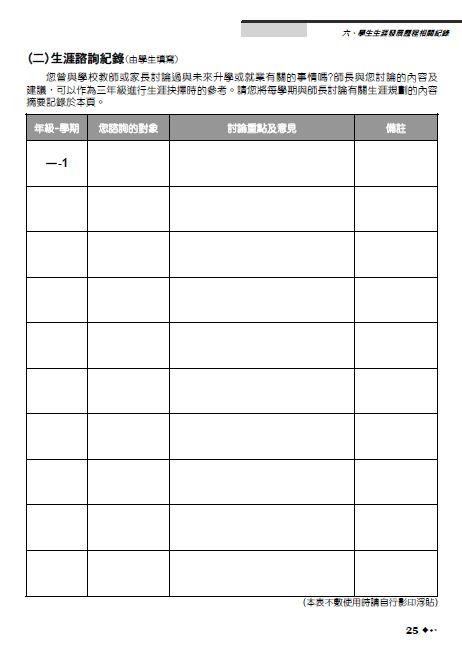 六、學生生涯發展歷程相關紀錄
(二)生涯諮詢紀錄(由學生填寫)
您曾與學校教師或家長討論過與未來升學或就業有關的事情嗎?師長與您討論的內容及
建議，可以作為三年級進行生涯抉擇時的參考。請您將每學期與師長討論有關生涯規劃的內容
摘要記錄於本頁。
年級-學期 您諮詢的對象 討論重點及意見 備註
一-1
(本表不敷使用時請自行影印浮貼)
25